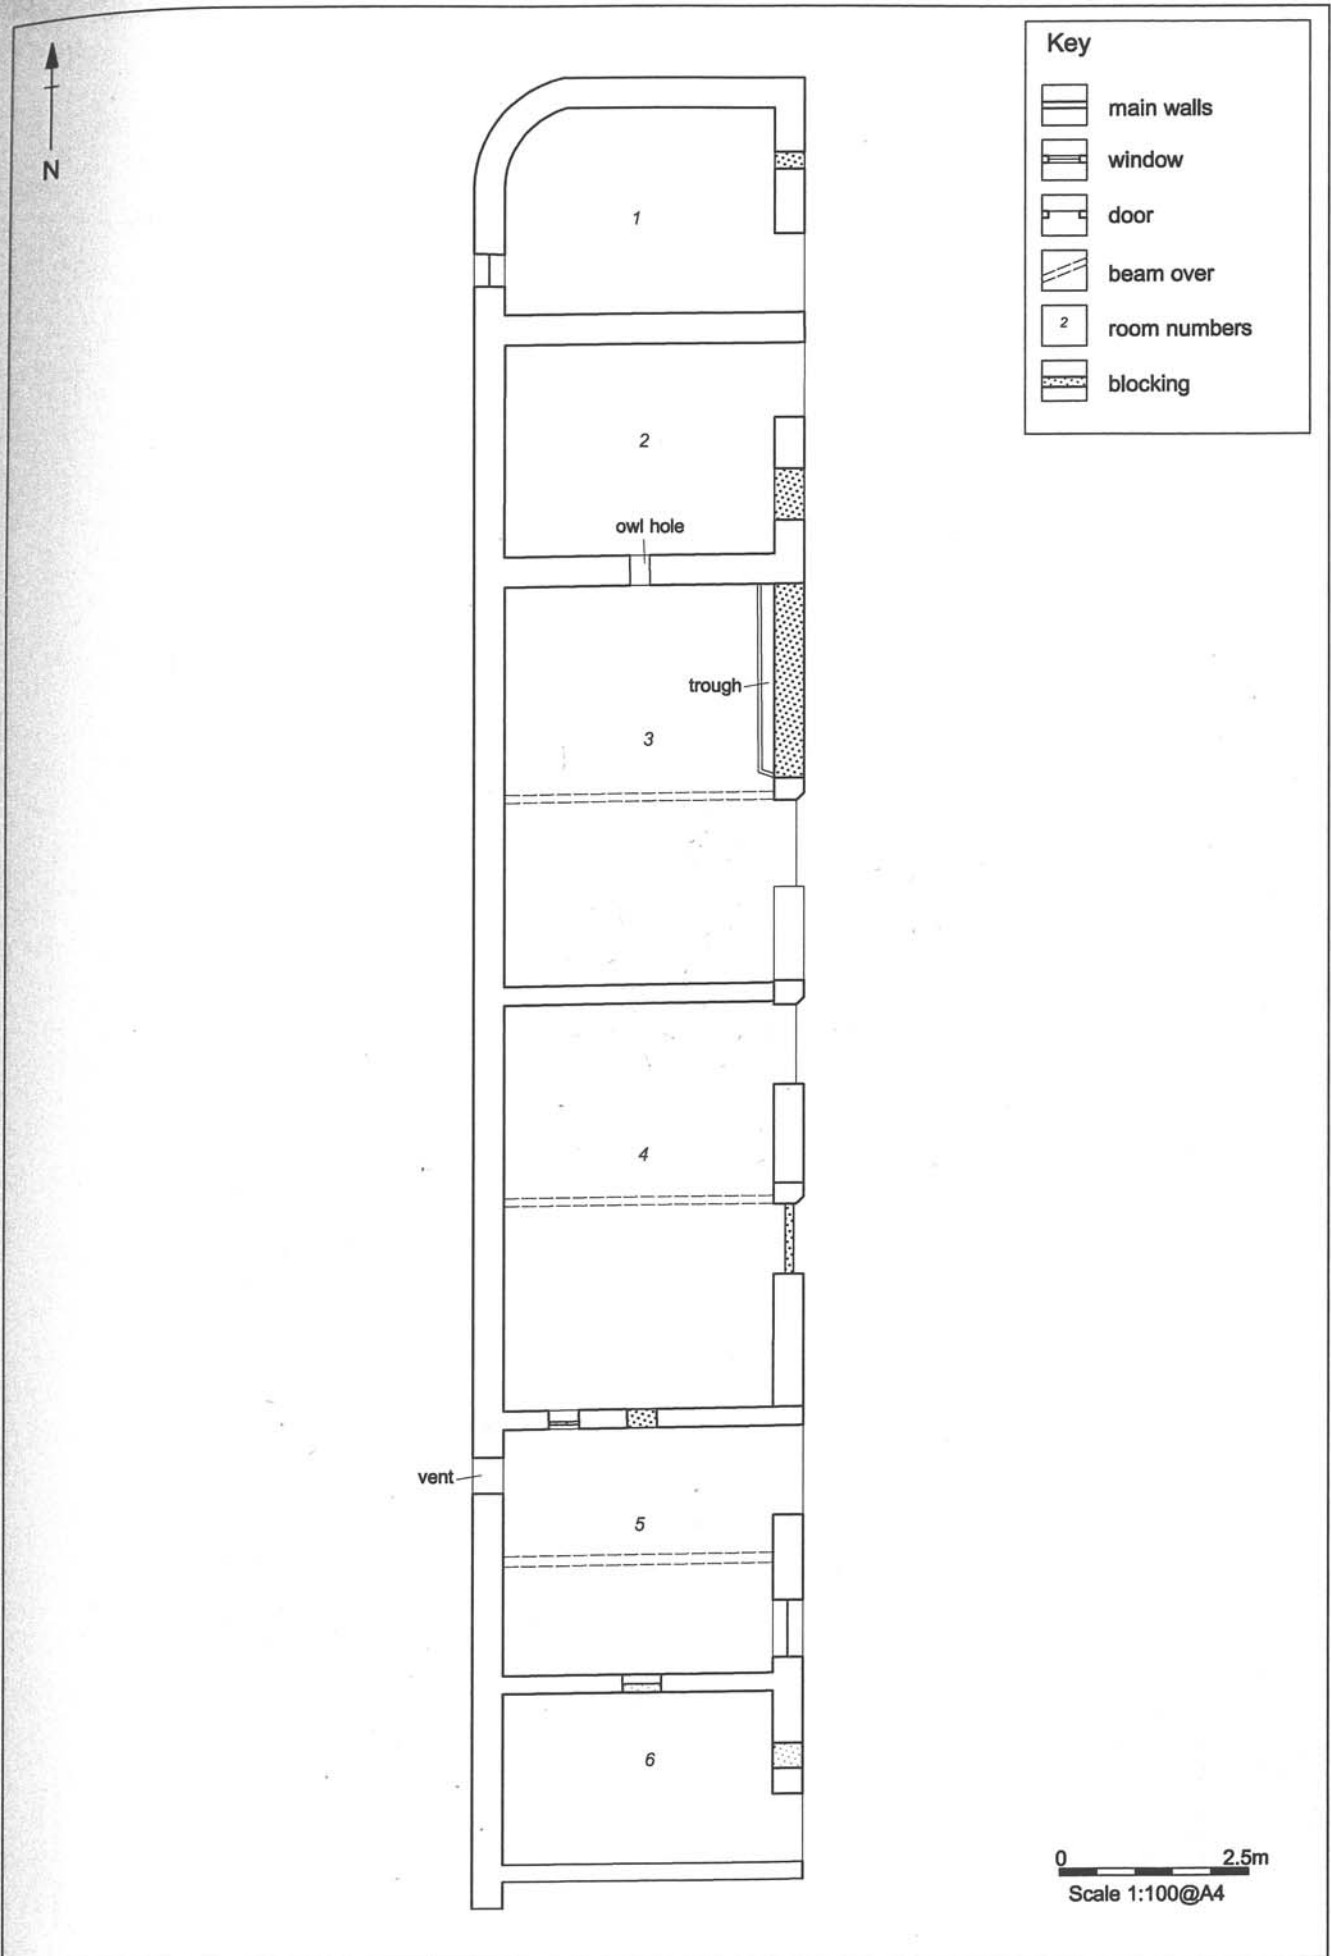 N
Key
main walls
window
door
beam over
2 room numbers
blocking
1
2
owl hole
trough
3
4
vent
5
6
0 2.5m
Scale 1:100@A4